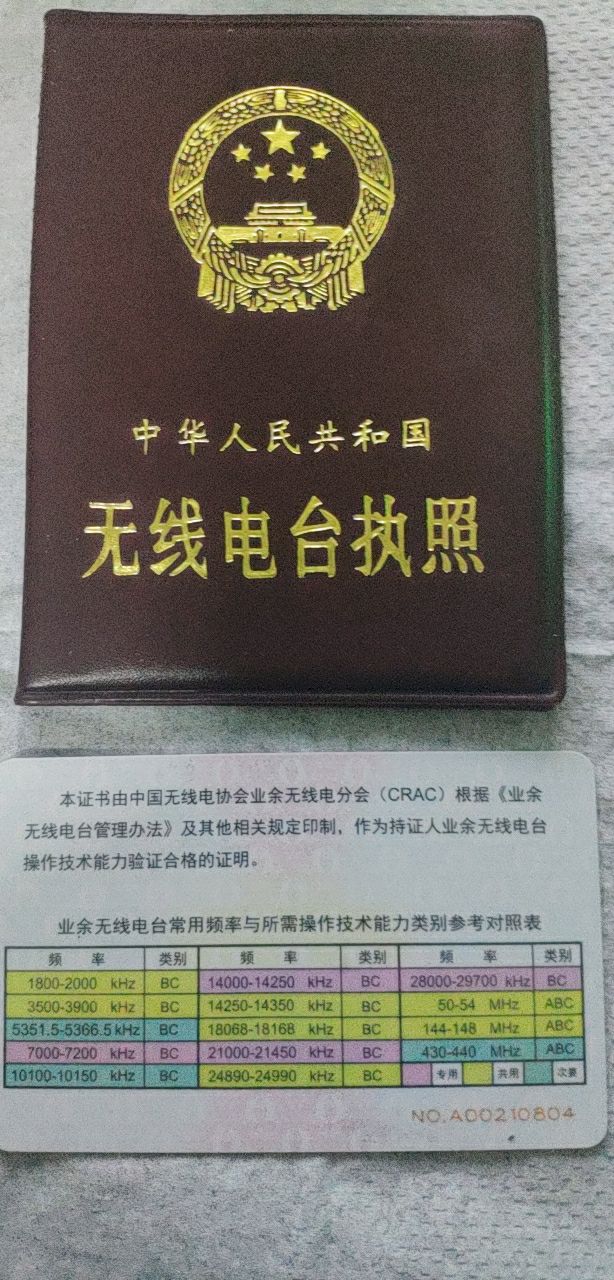 中华人民共和国
无线电台执照
本证书由中国无线电协会业余无线电分会（CRAC）根据《业余
无线电台管理办法》及其他相关规定印制，作为持证人业余无线电台
操作技术能力验证合格的证明。
业余无线电台常用频率与所需操作技术能力类别参考对照表
频 率 类别 频 率 类别 频 率 类别
1800-2000 kHz BC 14000-14250 kHz BC 28000-29700 kHz BC
3500-3900 kHz BC 14250-14350 kHz BC 50-54 MHz ABC
5351.5-5366.5 kHz BC 18068-18168 kHz BC 144-148 MHz ABC
7000-7200 kHz BC 21000-21450 kHz BC 430-440 MHz ABC
10100-10150 kHz BC 24890-24990 kHz BC 专用 共用 次要
NO.A00210804